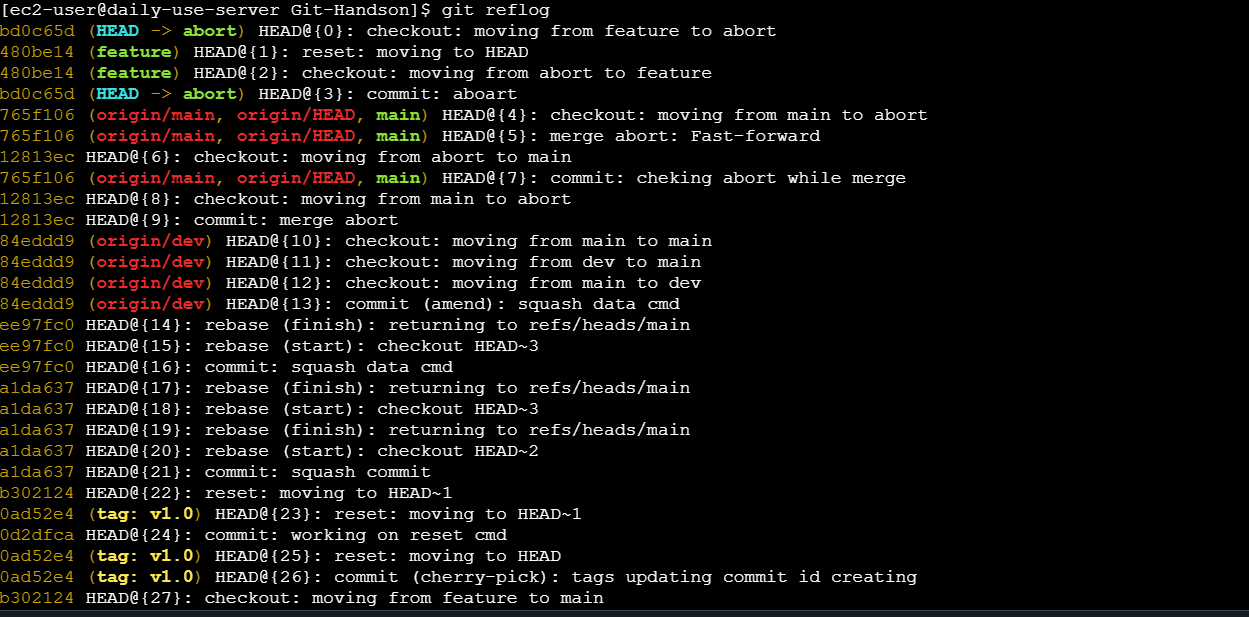 [ec2-user@daily-use-server Git-Handson]$ git reflog
bd0c65d (HEAD -> abort) HEAD@{0}: checkout: moving from feature to abort
480be14 (feature) HEAD@{1}: reset: moving to HEAD
480be14 (feature) HEAD@{2}: checkout: moving from abort to feature
bd0c65d (HEAD -> abort) HEAD@{3}: commit: aboart
765f106 (origin/main, origin/HEAD, main) HEAD@{4}: checkout: moving from main to abort
765f106 (origin/main, origin/HEAD, main) HEAD@{5}: merge abort: Fast-forward
12813ec HEAD@{6}: checkout: moving from abort to main
765f106 (origin/main, origin/HEAD, main) HEAD@{7}: commit: cheking abort while merge
12813ec HEAD@{8}: checkout: moving from main to abort
12813ec HEAD@{9}: commit: merge abort
84eddd9 (origin/dev) HEAD@{10}: checkout: moving from main to main
84eddd9 (origin/dev) HEAD@{11}: checkout: moving from dev to main
84eddd9 (origin/dev) HEAD@{12}: checkout: moving from main to dev
84eddd9 (origin/dev) HEAD@{13}: commit (amend): squash data cmd
ee97fc0 HEAD@{14}: rebase (finish): returning to refs/heads/main
ee97fc0 HEAD@{15}: rebase (start): checkout HEAD~3
ee97fc0 HEAD@{16}: commit: squash data cmd
a1da637 HEAD@{17}: rebase (finish): returning to refs/heads/main
a1da637 HEAD@{18}: rebase (start): checkout HEAD~3
a1da637 HEAD@{19}: rebase (finish): returning to refs/heads/main
a1da637 HEAD@{20}: rebase (start): checkout HEAD~2
a1da637 HEAD@{21}: commit: squash commit
b302124 HEAD@{22}: reset: moving to HEAD~1
0ad52e4 (tag: v1.0) HEAD@{23}: reset: moving to HEAD~1
0d2dfca HEAD@{24}: commit: working on reset cmd
0ad52e4 (tag: v1.0) HEAD@{25}: reset: moving to HEAD
0ad52e4 (tag: v1.0) HEAD@{26}: commit (cherry-pick): tags updating commit id creating
b302124 HEAD@{27}: checkout: moving from feature to main